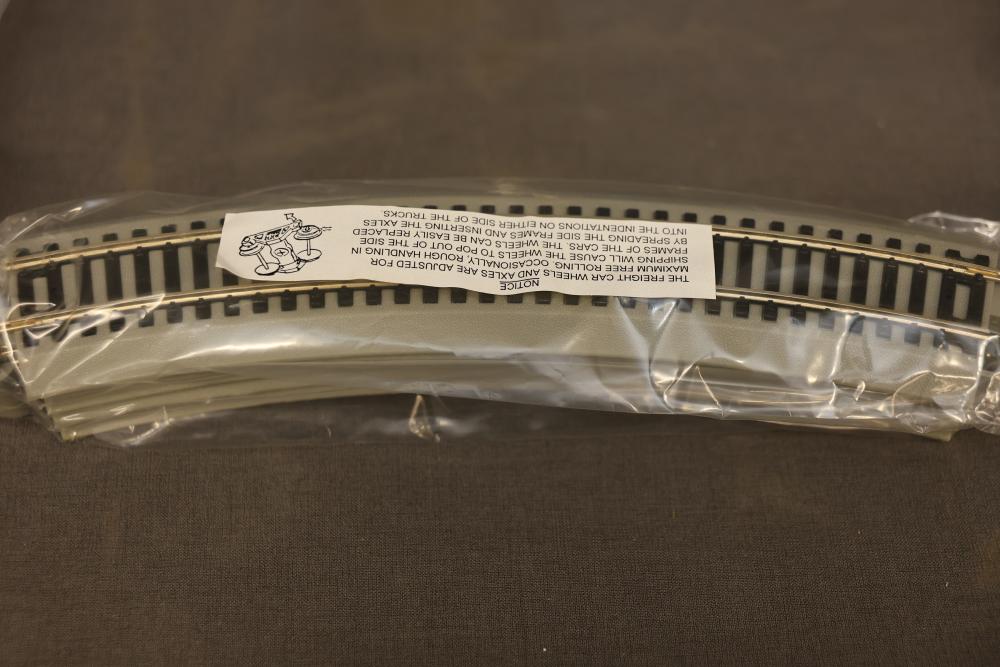 NOTICE
THE FREIGHT CAR WHEELS AND AXLES ARE ADJUSTED FOR
MAXIMUM FREE ROLLING. OCCASIONALLY, ROUGH HANDLING IN
SHIPPING WILL CAUSE THE WHEELS TO POP OUT OF THE SIDE
FRAMES OF THE CARS. THE WHEELS CAN BE EASILY REPLACED
BY SPREADING THE SIDE FRAMES AND INSERTING THE AXLES
INTO THE INDENTATIONS ON EITHER SIDE OF THE TRUCKS.